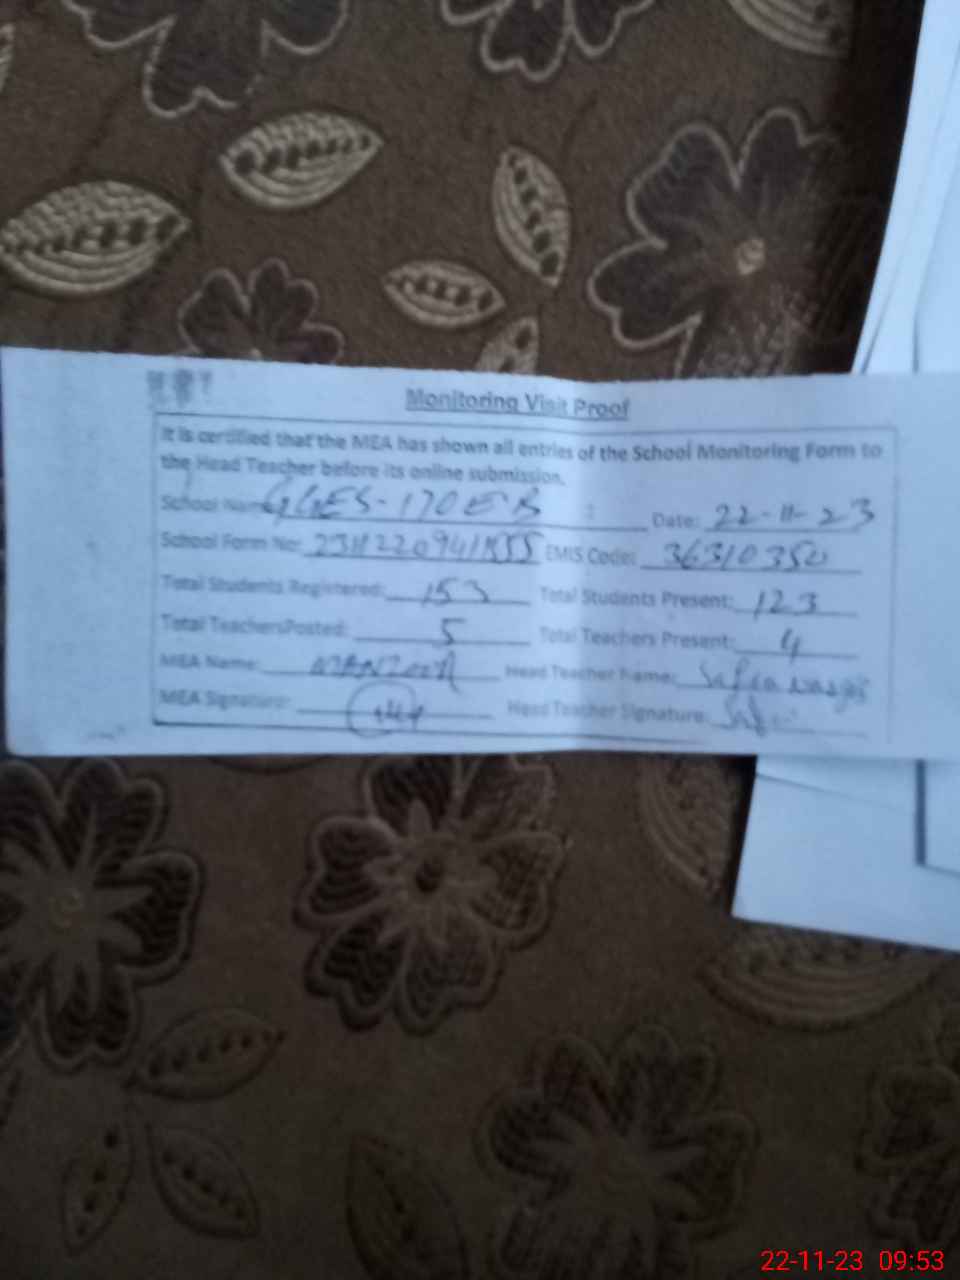 Monitoring Visit Proof
It is certified that the MEA has shown all entries of the School Monitoring Form to
the Head Teacher before its online submission.
School Name GGES-170 EB Date: 22-11-23
School Form No: EMIS Code: 36310350
Total Students Registered: 153 Total Students Present: 123
Total TeachersPosted: 5 Total Teachers Present: 4
MEA Name: MANZOOR Head Teacher Name: Safia
MEA Signature: Head Teacher Signature:
22-11-23 09:53